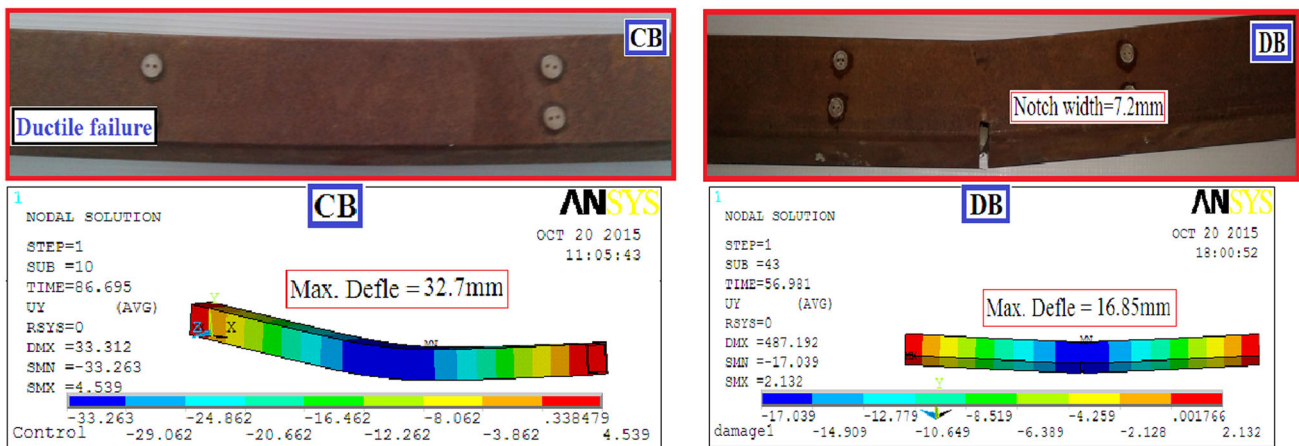 CB
Ductile failure
DB
Notch width=7.2mm
1
NODAL SOLUTION
STEP=1
SUB =10
TIME=86.695
UY (AVG)
RSYS=0
DMX =33.312
SMN =-33.263
SMX =4.539
CB
ANSYS
OCT 20 2015
11:05:43
Max. Defle = 32.7mm
Y
Z X
-33.263 -24.862 -16.462 -8.062 .338479
-29.062 -20.662 -12.262 -3.862 4.539
Control
1
NODAL SOLUTION
STEP=1
SUB =43
TIME=56.981
UY (AVG)
RSYS=0
DMX =487.192
SMN =-17.039
SMX =2.132
DB
ANSYS
OCT 20 2015
18:00:52
Max. Defle = 16.85mm
MN
Y
-17.039 -12.779 -8.519 -4.259 .001766
-14.909 -10.649 -6.389 -2.128 2.132
damage1